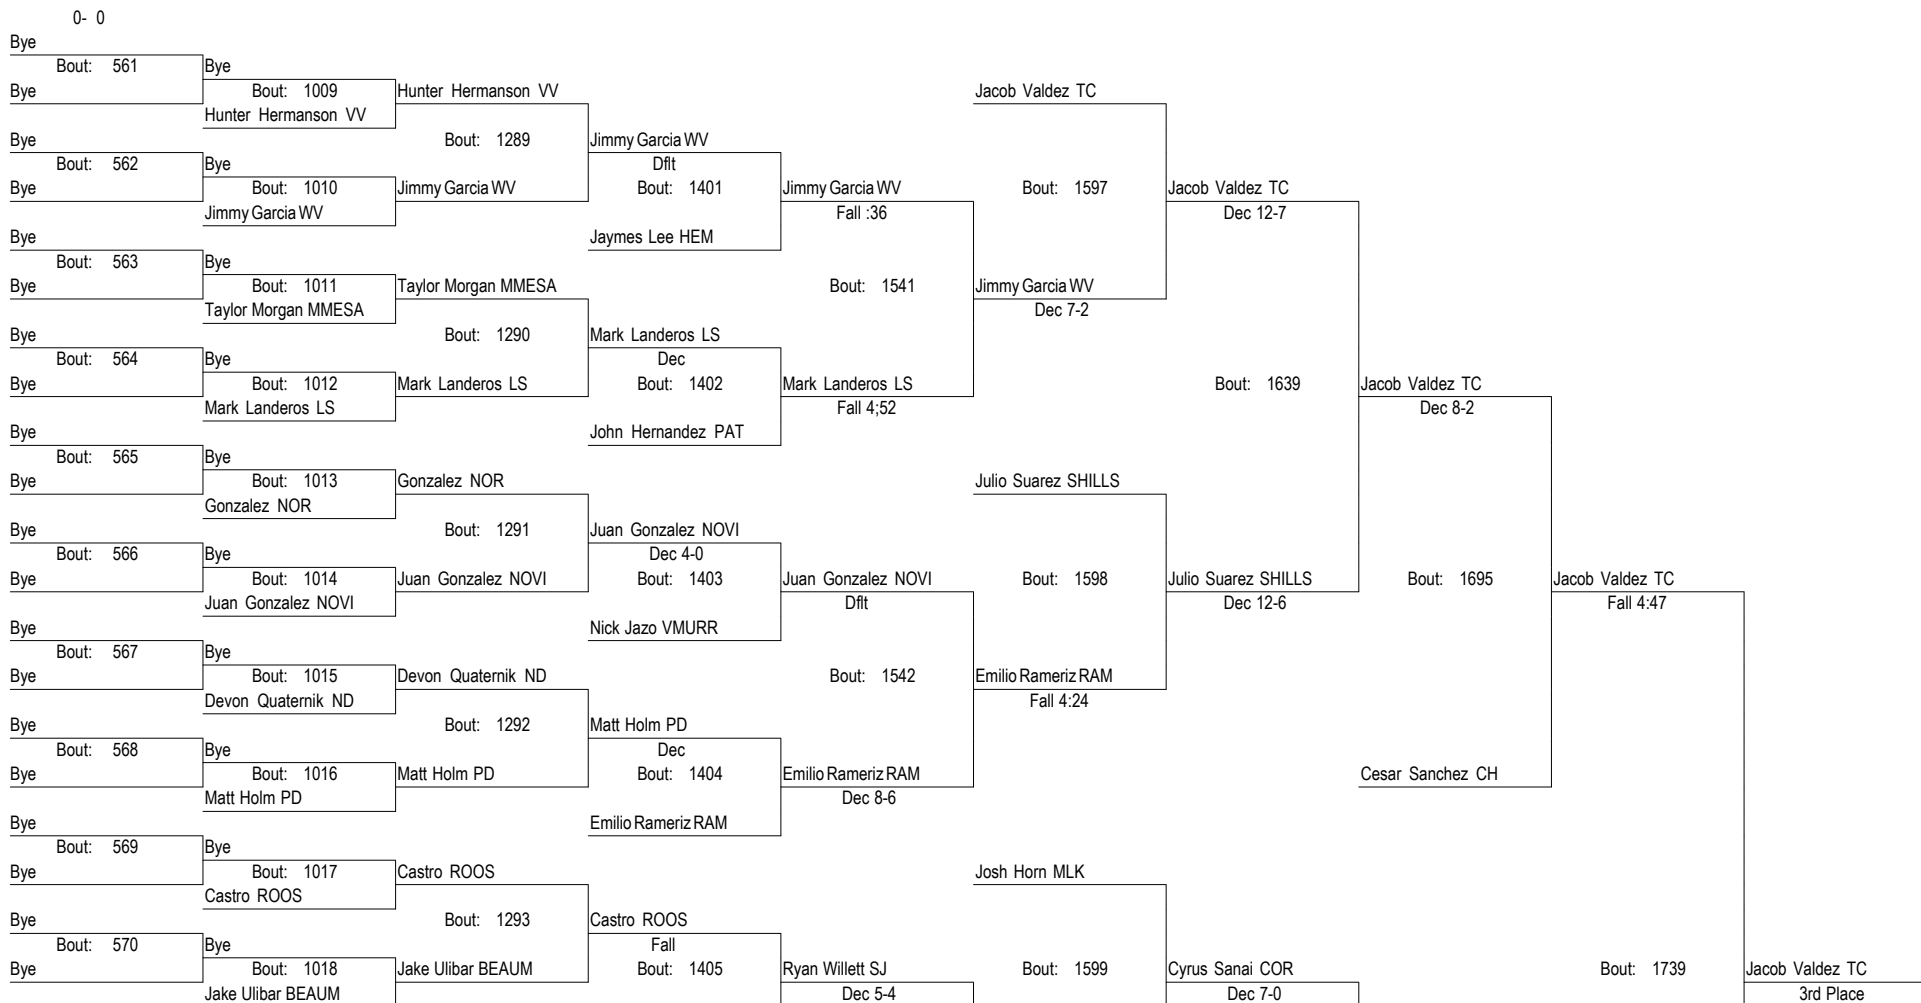 0- 0
Bye
Bout: 561 Bye
Bye Bout: 1009 Hunter Hermanson VV Jacob Valdez TC
Hunter Hermanson VV
Bye Bout: 1289 Jimmy Garcia WV
Bout: 562 Bye Dflt
Bye Bout: 1010 Jimmy Garcia WV Bout: 1401 Jimmy Garcia WV Bout: 1597 Jacob Valdez TC
Jimmy Garcia WV Fall :36 Dec 12-7
Bye Jaymes Lee HEM
Bout: 563 Bye
Bye Bout: 1011 Taylor Morgan MMESA Bout: 1541 Jimmy Garcia WV
Taylor Morgan MMESA Dec 7-2
Bye Bout: 1290 Mark Landeros LS
Bout: 564 Bye Dec
Bye Bout: 1012 Mark Landeros LS Bout: 1402 Mark Landeros LS Bout: 1639 Jacob Valdez TC
Mark Landeros LS Fall 4;52 Dec 8-2
Bye John Hernandez PAT
Bout: 565 Bye
Bye Bout: 1013 Gonzalez NOR Julio Suarez SHILLS
Gonzalez NOR
Bye Bout: 1291 Juan Gonzalez NOVI
Bout: 566 Bye Dec 4-0
Bye Bout: 1014 Juan Gonzalez NOVI Bout: 1403 Juan Gonzalez NOVI Bout: 1598 Julio Suarez SHILLS Bout: 1695 Jacob Valdez TC
Juan Gonzalez NOVI Dflt Dec 12-6 Fall 4:47
Bye Nick Jazo VMURR
Bout: 567 Bye
Bye Bout: 1015 Devon Quaternik ND Bout: 1542 Emilio Rameriz RAM
Devon Quaternik ND Fall 4:24
Bye Bout: 1292 Matt Holm PD
Bout: 568 Bye Dec
Bye Bout: 1016 Matt Holm PD Bout: 1404 Emilio Rameriz RAM Cesar Sanchez CH
Matt Holm PD Dec 8-6
Bye Emilio Rameriz RAM
Bout: 569 Bye
Bye Bout: 1017 Castro ROOS Josh Horn MLK
Castro ROOS
Bye Bout: 1293 Castro ROOS
Bout: 570 Bye Fall
Bye Bout: 1018 Jake Ulibar BEAUM Bout: 1405 Ryan Willett SJ Bout: 1599 Cyrus Sanai COR Bout: 1739 Jacob Valdez TC
Jake Ulibar BEAUM Dec 5-4 Dec 7-0 3rd Place